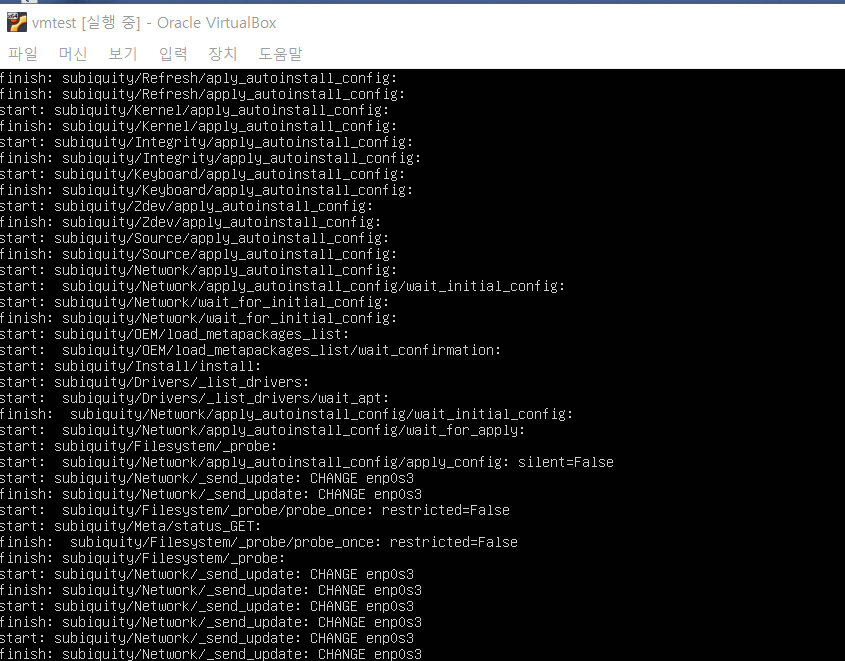 vmtest [실행 중] - Oracle VirtualBox
파일 머신 보기 입력 장치 도움말
finish: subiquity/Refresh/aply_autoinstall_config:
finish: subiquity/Refresh/apply_autoinstall_config:
start: subiquity/Kernel/apply_autoinstall_config:
finish: subiquity/Kernel/apply_autoinstall_config:
start: subiquity/Integrity/apply_autoinstall_config:
finish: subiquity/Integrity/apply_autoinstall_config:
start: subiquity/Keyboard/apply_autoinstall_config:
finish: subiquity/Keyboard/apply_autoinstall_config:
start: subiquity/Zdev/apply_autoinstall_config:
finish: subiquity/Zdev/apply_autoinstall_config:
start: subiquity/Source/apply_autoinstall_config:
finish: subiquity/Source/apply_autoinstall_config:
start: subiquity/Network/apply_autoinstall_config:
start:  subiquity/Network/apply_autoinstall_config/wait_initial_config:
start: subiquity/Network/wait_for_initial_config:
finish: subiquity/Network/wait_for_initial_config:
start: subiquity/OEM/load_metapackages_list:
start:  subiquity/OEM/load_metapackages_list/wait_confirmation:
start: subiquity/Install/install:
start: subiquity/Drivers/_list_drivers:
start:  subiquity/Drivers/_list_drivers/wait_apt:
finish:  subiquity/Network/apply_autoinstall_config/wait_initial_config:
start:  subiquity/Network/apply_autoinstall_config/wait_for_apply:
start: subiquity/Filesystem/_probe:
start:  subiquity/Network/apply_autoinstall_config/apply_config: silent=False
start: subiquity/Network/_send_update: CHANGE enp0s3
finish: subiquity/Network/_send_update: CHANGE enp0s3
start:  subiquity/Filesystem/_probe/probe_once: restricted=False
start: subiquity/Meta/status_GET:
finish:  subiquity/Filesystem/_probe/probe_once: restricted=False
finish: subiquity/Filesystem/_probe:
start: subiquity/Network/_send_update: CHANGE enp0s3
finish: subiquity/Network/_send_update: CHANGE enp0s3
start: subiquity/Network/_send_update: CHANGE enp0s3
finish: subiquity/Network/_send_update: CHANGE enp0s3
start: subiquity/Network/_send_update: CHANGE enp0s3
finish: subiquity/Network/_send_update: CHANGE enp0s3